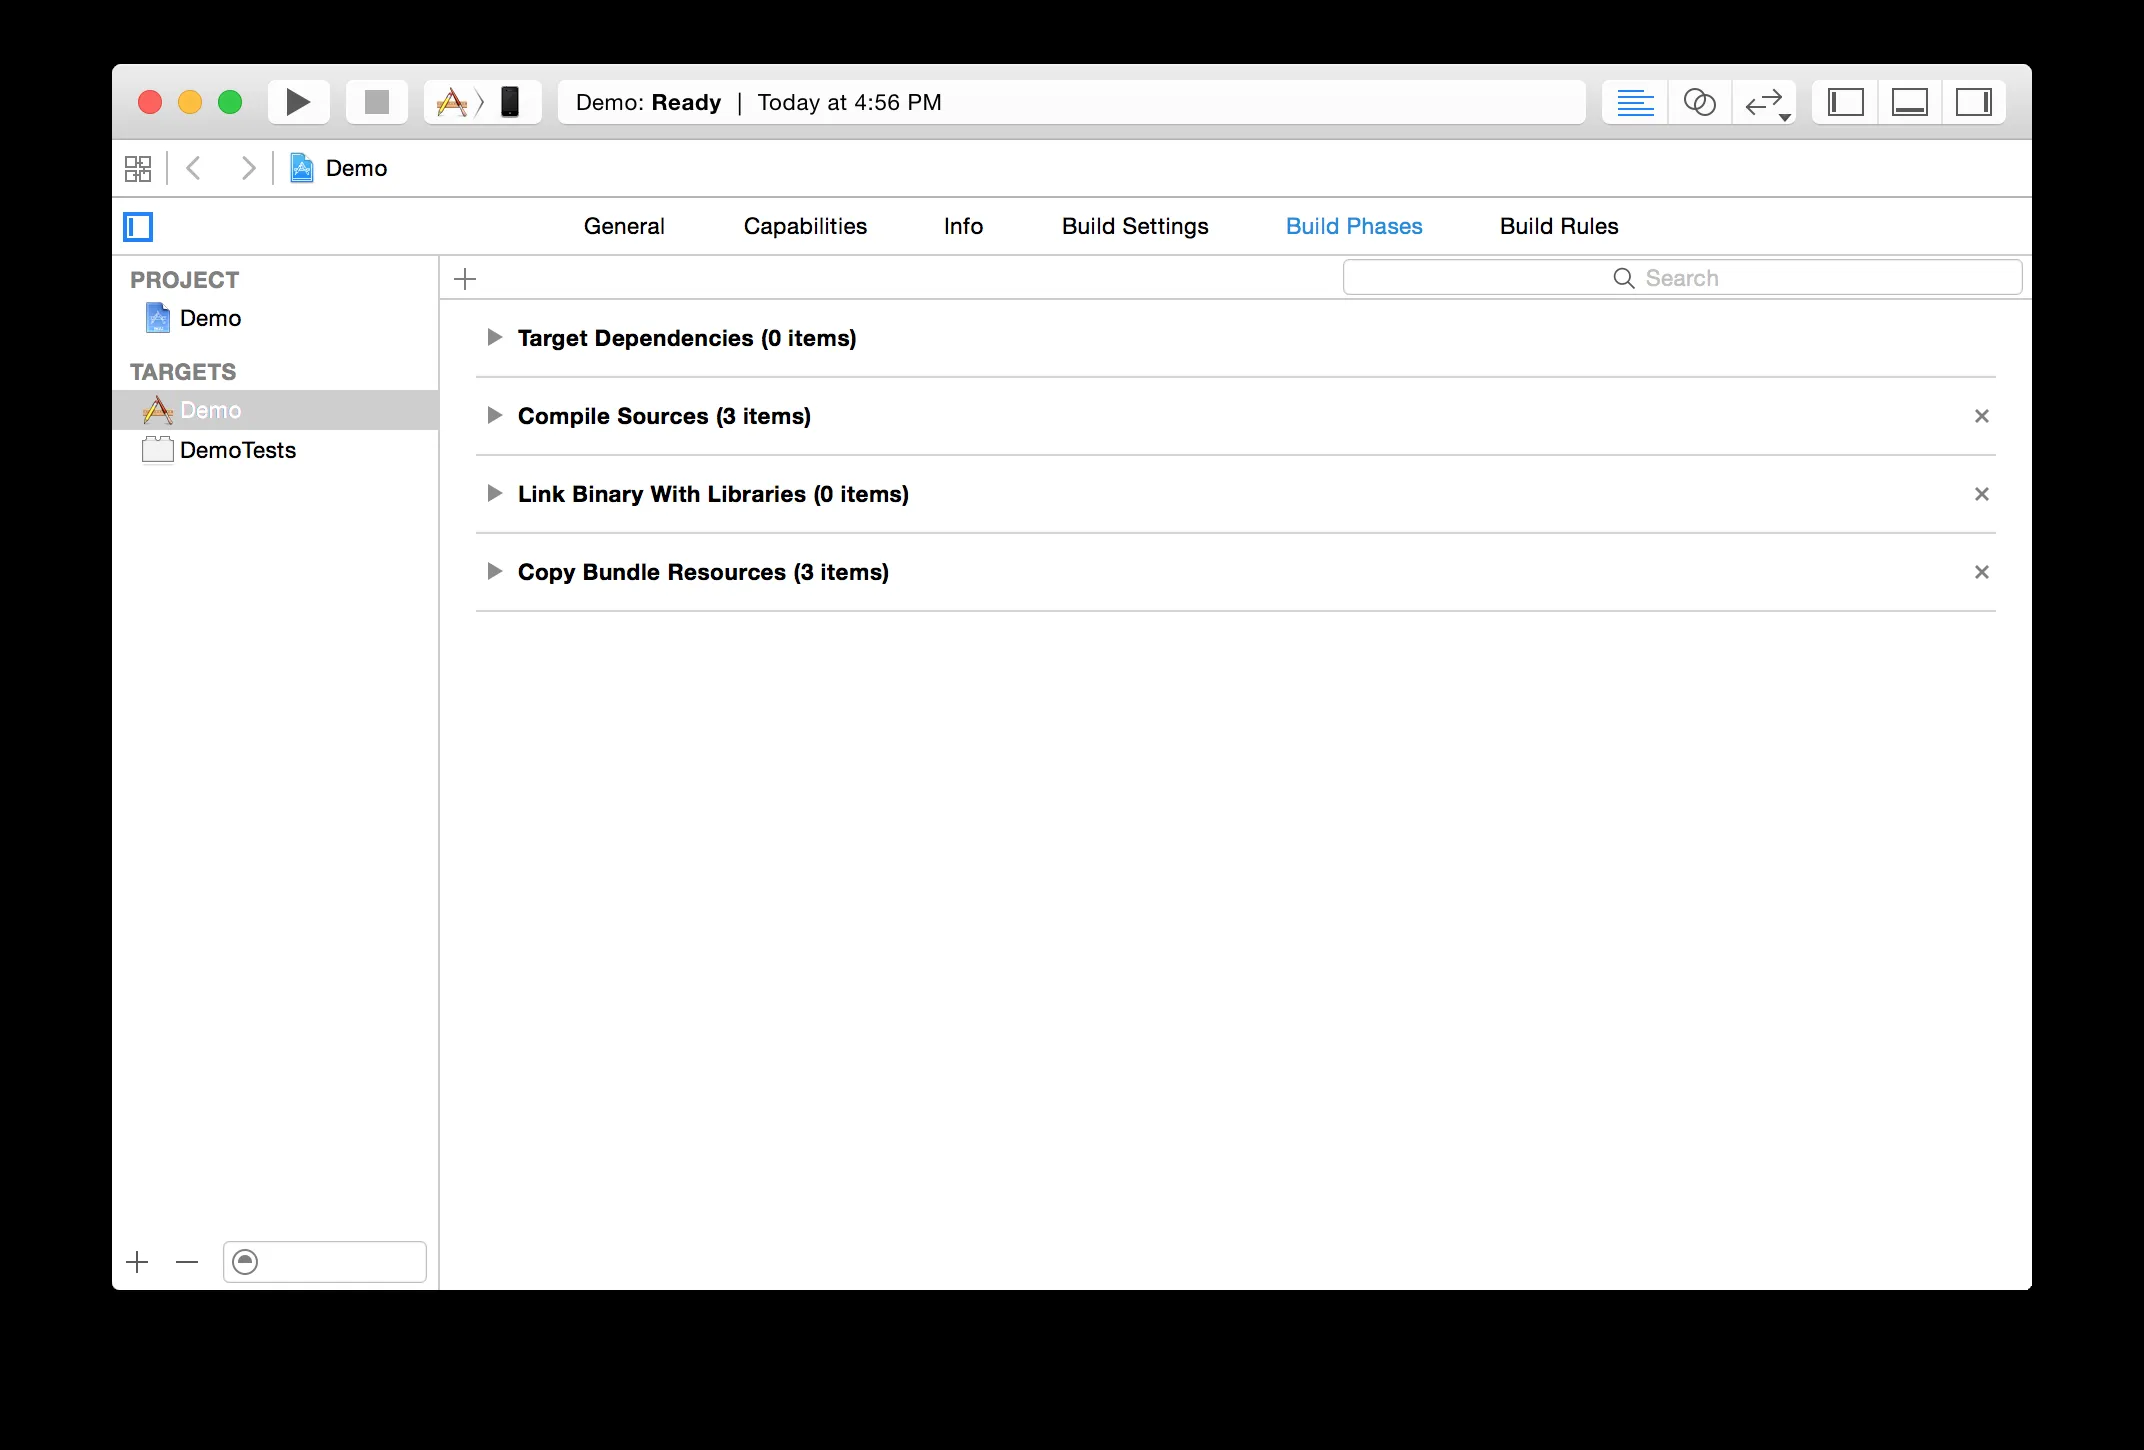 Demo: Ready | Today at 4:56 PM
Demo
General Capabilities Info Build Settings Build Phases Build Rules
PROJECT
Demo
TARGETS
Demo
DemoTests
Search
Target Dependencies (0 items)
Compile Sources (3 items)
Link Binary With Libraries (0 items)
Copy Bundle Resources (3 items)